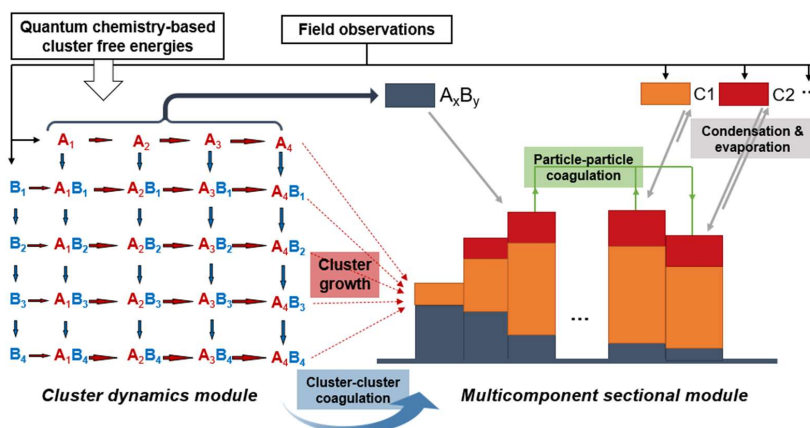 Quantum chemistry-based
cluster free energies
Field observations
AₓBᵧ
C1
C2
...
Condensation &
evaporation
Particle-particle
coagulation
A₁ A₂ A₃ A₄
B₁ A₁B₁ A₂B₁ A₃B₁ A₄B₁
B₂ A₁B₂ A₂B₂ A₃B₂ A₄B₂
B₃ A₁B₃ A₂B₃ A₃B₃ A₄B₃
B₄ A₁B₄ A₂B₄ A₃B₄ A₄B₄
Cluster
growth
...
Cluster-cluster
coagulation
Cluster dynamics module
Multicomponent sectional module